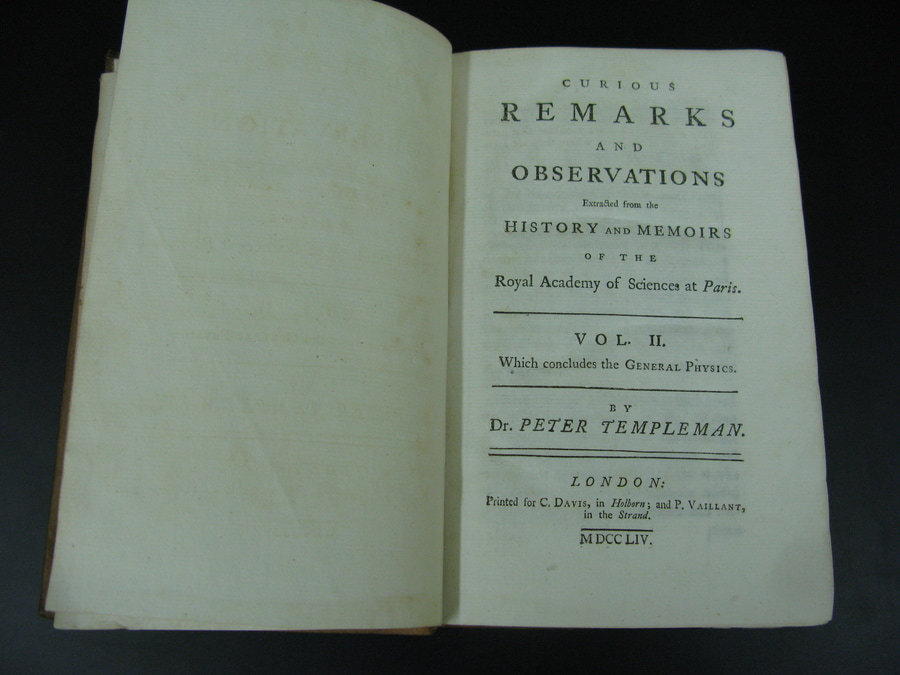 CURIOUS
REMARKS
AND
OBSERVATIONS
Extracted from the
HISTORY AND MEMOIRS
OF THE
Royal Academy of Sciences at Paris.
VOL. II.
Which concludes the GENERAL PHYSICS.
BY
Dr. PETER TEMPLEMAN.
LONDON:
Printed for C. DAVIS, in Holborn; and P. VAILLANT,
in the Strand.
MDCCLIV.